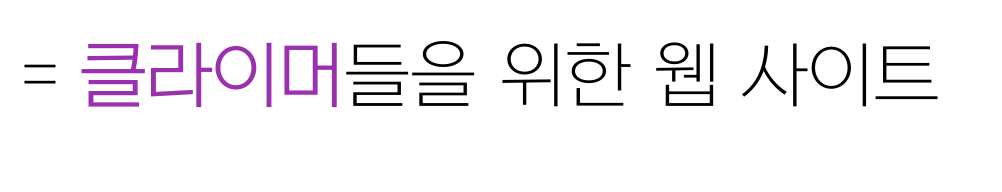 = 클라이머들을 위한 웹 사이트